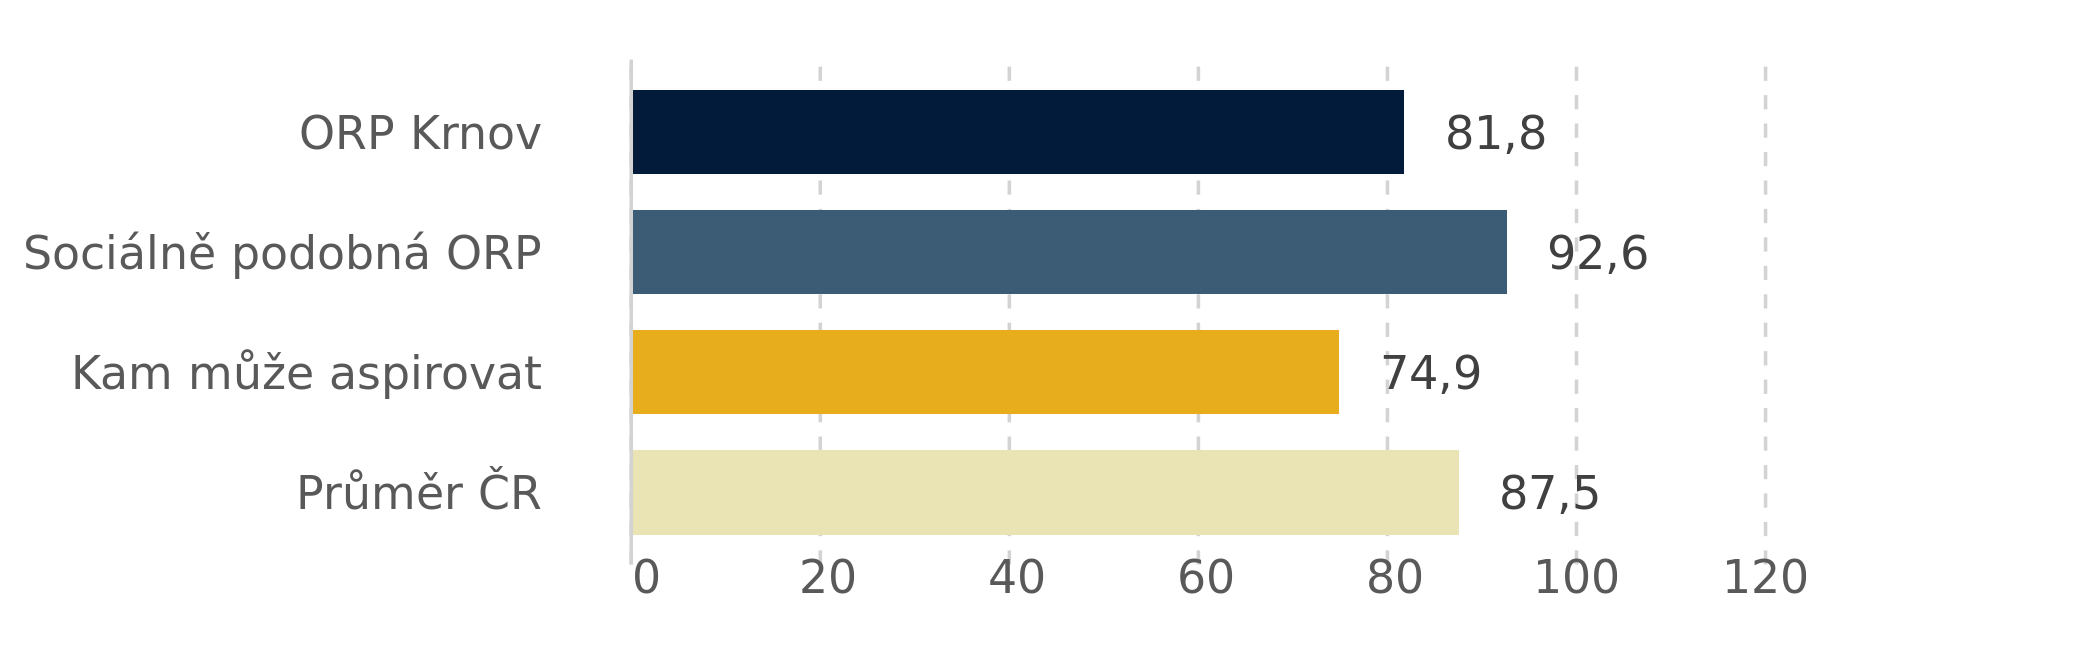 ORP Krnov 81,8
Sociálně podobná ORP 92,6
Kam může aspirovat 74,9
Průměr ČR 87,5
0 20 40 60 80 100 120